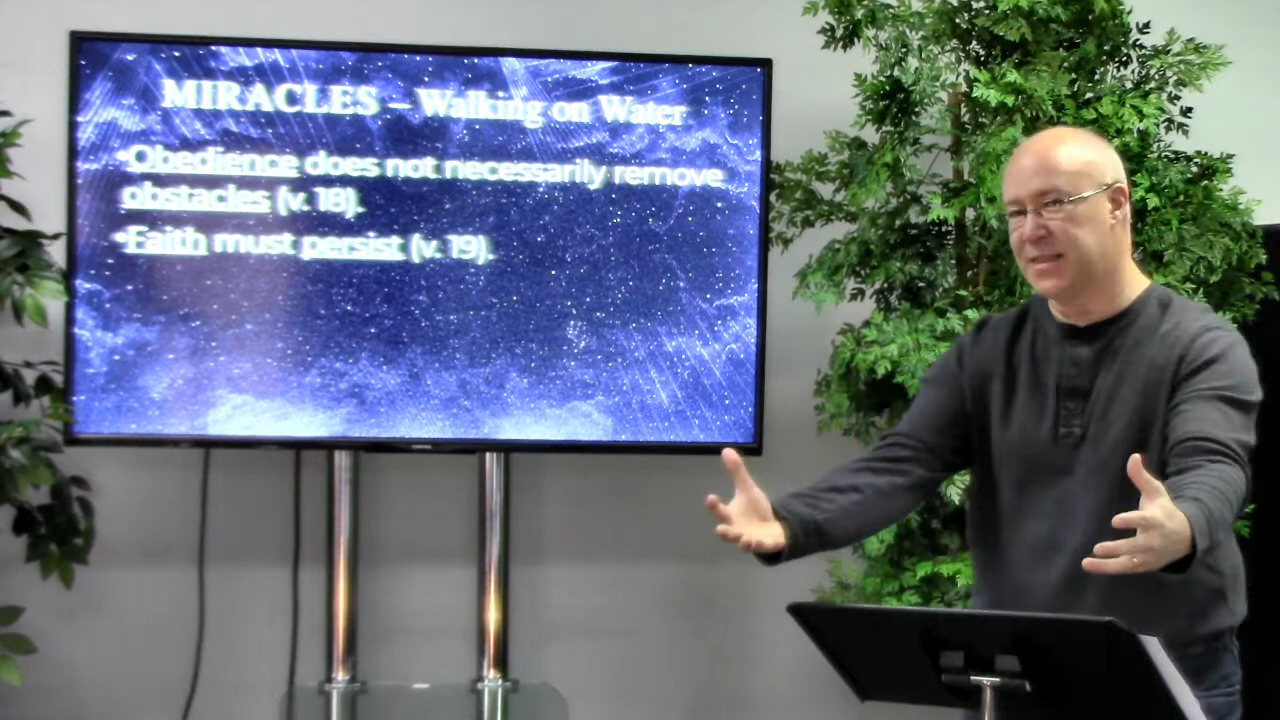 MIRACLES – Walking on Water
•Obedience does not necessarily remove
obstacles (v. 18).
•Faith must persist (v. 19).